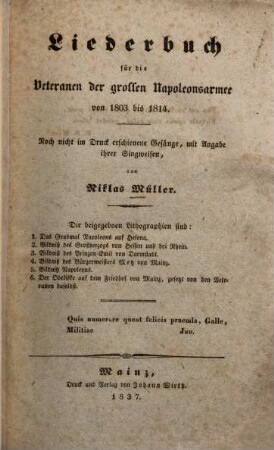 Liederbuch
für die
Veteranen der großen Napoleonsarmee
von 1803 bis 1814.
Noch nicht im Druck erschienene Gesänge, mit Angabe
ihrer Singweisen,
von
Niklas Müller.
Der beigegebenen Lithographien sind:
1. Das Grabmal Napoleons auf Helena.
2. Bildniß des Großherzogs von Hessen und bei Rhein.
3. Bildniß des Prinzen Emil von Darmstadt.
4. Bildniß des Bürgermeisters Metz von Mainz.
5. Bildniß Napoleons.
6. Der Obeliske auf dem Friedhof von Mainz, gesetzt von den Vete-
ranen daselbst.
Quis numerare queat felicis praemia, Galle,
Militiae Juv.
Mainz,
Druck und Verlag von Johann Wirth.
1837.